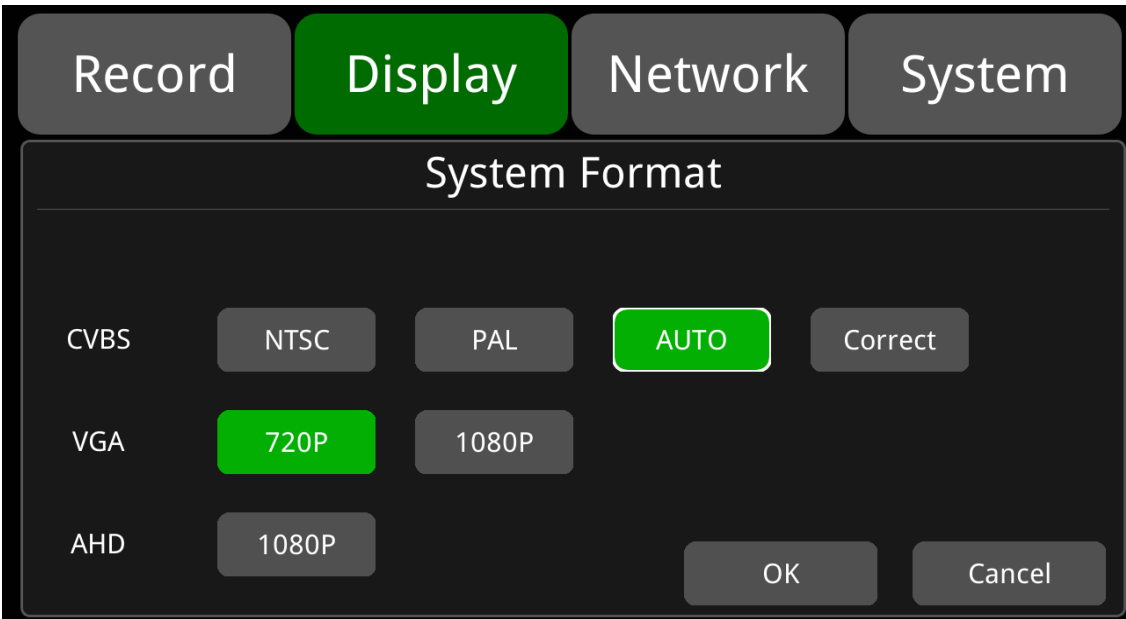 Record Display Network System
System Format
CVBS NTSC PAL AUTO Correct
VGA 720P 1080P
AHD 1080P
OK Cancel